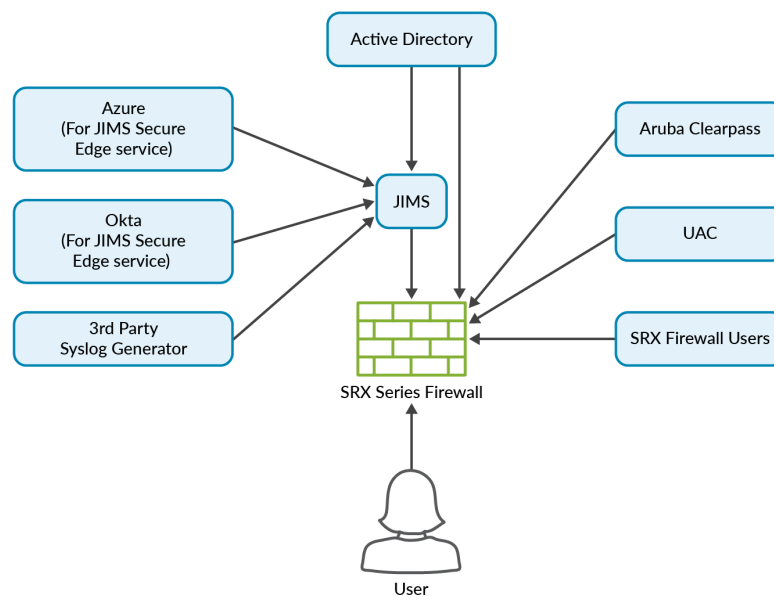 Active Directory
Azure
(For JIMS Secure
Edge service)
Aruba Clearpass
JIMS
Okta
(For JIMS Secure
Edge service)
UAC
3rd Party
Syslog Generator
SRX Firewall Users
SRX Series Firewall
User